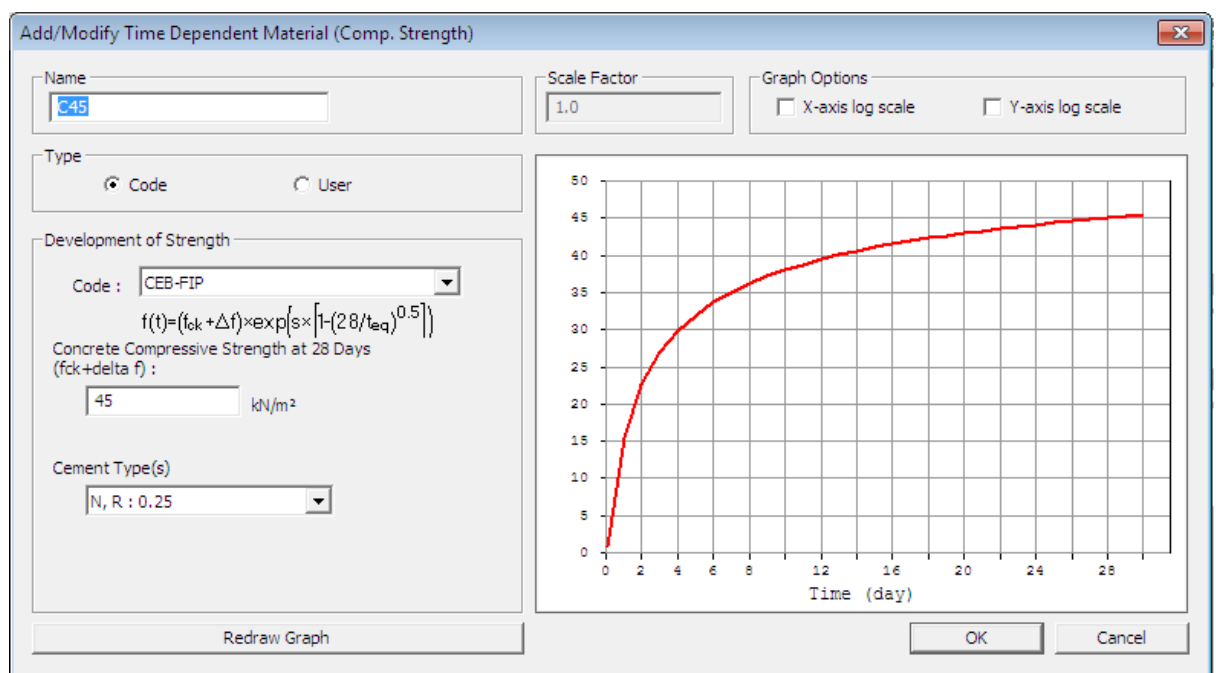 Add/Modify Time Dependent Material (Comp. Strength)
Name
C45
Scale Factor
1.0
Graph Options
X-axis log scale
Y-axis log scale
Type
Code
User
Development of Strength
Code :
CEB-FIP
f(t)=(fck+Δf)×exp{s×[1-(28/teq)^0.5]}
Concrete Compressive Strength at 28 Days
(fck+delta f) :
45
kN/m²
Cement Type(s)
N, R : 0.25
50
45
40
35
30
25
20
15
10
5
0
0 2 4 6 8 12 16 20 24 28
Time (day)
Redraw Graph
OK
Cancel